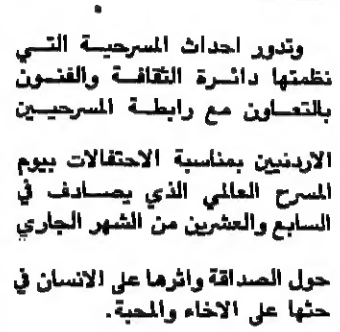 وتدور احداث المسرحية التي
نظمتها دائرة الثقافة والفنون
بالتعاون مع رابطة المسرحيين
الاردنيين بمناسبة الاحتفالات بيوم
المسرح العالمي الذي يصادف في
السابع والعشرين من الشهر الجاري
حول الصداقة واثرها على الانسان في
حثها على الاخاء والمحبة.